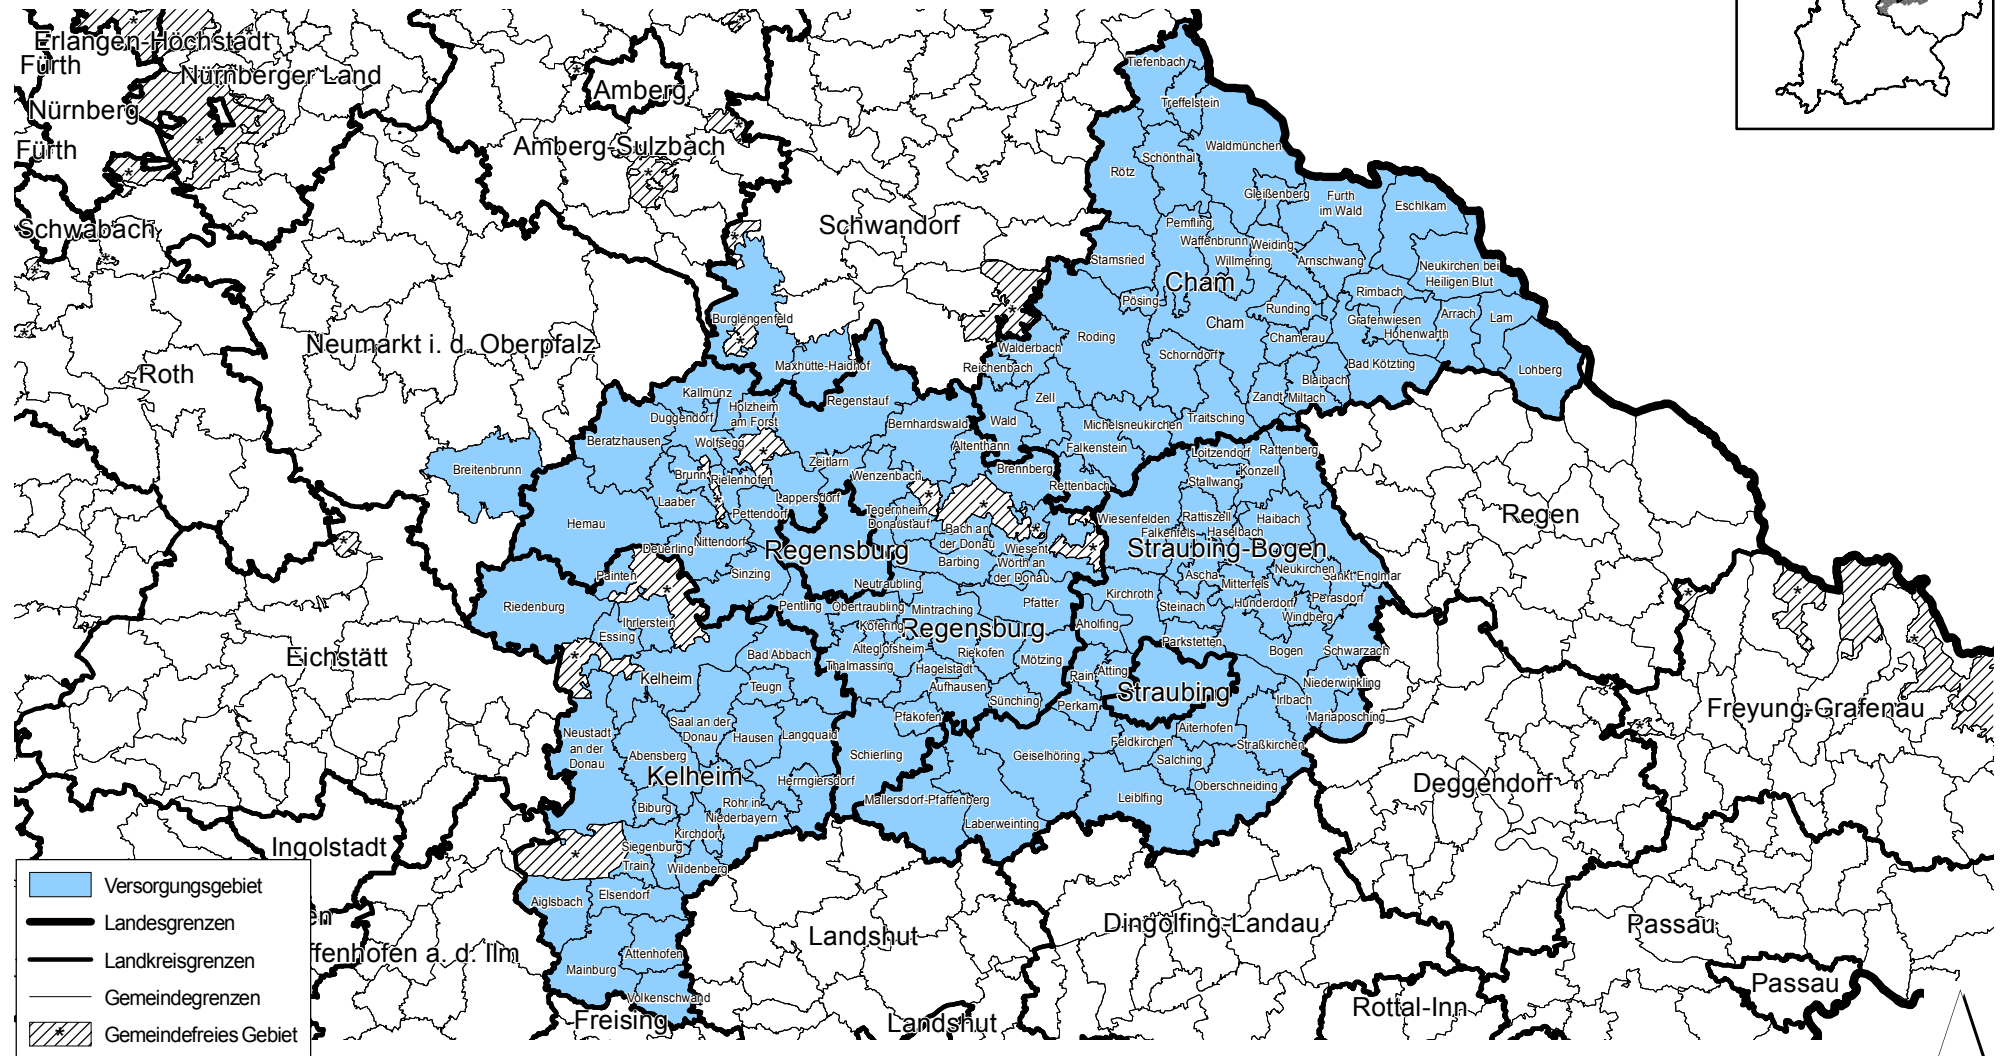 Erlangen-Höchstadt
Fürth
Nürnberger Land
Nürnberg
Fürth
Amberg
Amberg-Sulzbach
Schwabach
Schwandorf
Roth
Neumarkt i. d. Oberpfalz
Eichstätt
Ingolstadt
en
ffenhofen a. d. Ilm
Freising
Landshut
Landshut
Dingolfing-Landau
Rottal-Inn
Passau
Passau
Deggendorf
Freyung-Grafenau
Regen
Cham
Tiefenbach
Treffelstein
Waldmünchen
Schönthal
Rötz
Gleißenberg
Furth
im Wald
Eschlkam
Pemfling
Waffenbrunn
Weiding
Willmering
Arnschwang
Stamsried
Neukirchen bei
Heiligen Blut
Pösing
Rimbach
Runding
Grafenwiesen
Arrach
Lam
Hohenwarth
Cham
Chamerau
Roding
Walderbach
Reichenbach
Schorndorf
Bad Kötzting
Lohberg
Blaibach
Zandt
Miltach
Zell
Wald
Michelsneukirchen
Traitsching
Falkenstein
Rettenbach
Burglengenfeld
Maxhütte-Haidhof
Breitenbrunn
Regensburg
Regensburg
Kallmünz
Holzheim
am Forst
Duggendorf
Regenstauf
Bernhardswald
Beratzhausen
Wolfsegg
Altenthann
Zeitlarn
Wenzenbach
Brennberg
Brunn
Pielenhofen
Laaber
Lappersdorf
Pettendorf
Tegernheim
Donaustauf
Bach an
der Donau
Hemau
Nittendorf
Deuerling
Wiesent
Barbing
Wörth an
der Donau
Sinzing
Neutraubling
Pentling
Obertraubling
Mintraching
Pfatter
Köfering
Alteglofsheim
Riekofen
Mötzing
Thalmassing
Hagelstadt
Aufhausen
Sünching
Pfakofen
Schierling
Kelheim
Painten
Riedenburg
Ihrlerstein
Essing
Bad Abbach
Kelheim
Teugn
Saal an der
Donau
Neustadt
an der
Donau
Hausen
Langquaid
Abensberg
Herrngiersdorf
Biburg
Rohr in
Niederbayern
Kirchdorf
Siegenburg
Train
Wildenberg
Elsendorf
Aiglsbach
Attenhofen
Mainburg
Volkenschwand
Straubing-Bogen
Straubing
Loitzendorf
Rattenberg
Konzell
Stallwang
Wiesenfelden
Rattiszell
Haibach
Falkenfels
Haselbach
Neukirchen
Sankt Englmar
Ascha
Mitterfels
Perasdorf
Kirchroth
Steinach
Hunderdorf
Windberg
Aholfing
Parkstetten
Bogen
Schwarzach
Rain
Atting
Niederwinkling
Perkam
Irlbach
Mariaposching
Aiterhofen
Feldkirchen
Straßkirchen
Geiselhöring
Salching
Oberschneiding
Leiblfing
Mallersdorf-Pfaffenberg
Laberweinting
Versorgungsgebiet
Landesgrenzen
Landkreisgrenzen
Gemeindegrenzen
Gemeindefreies Gebiet